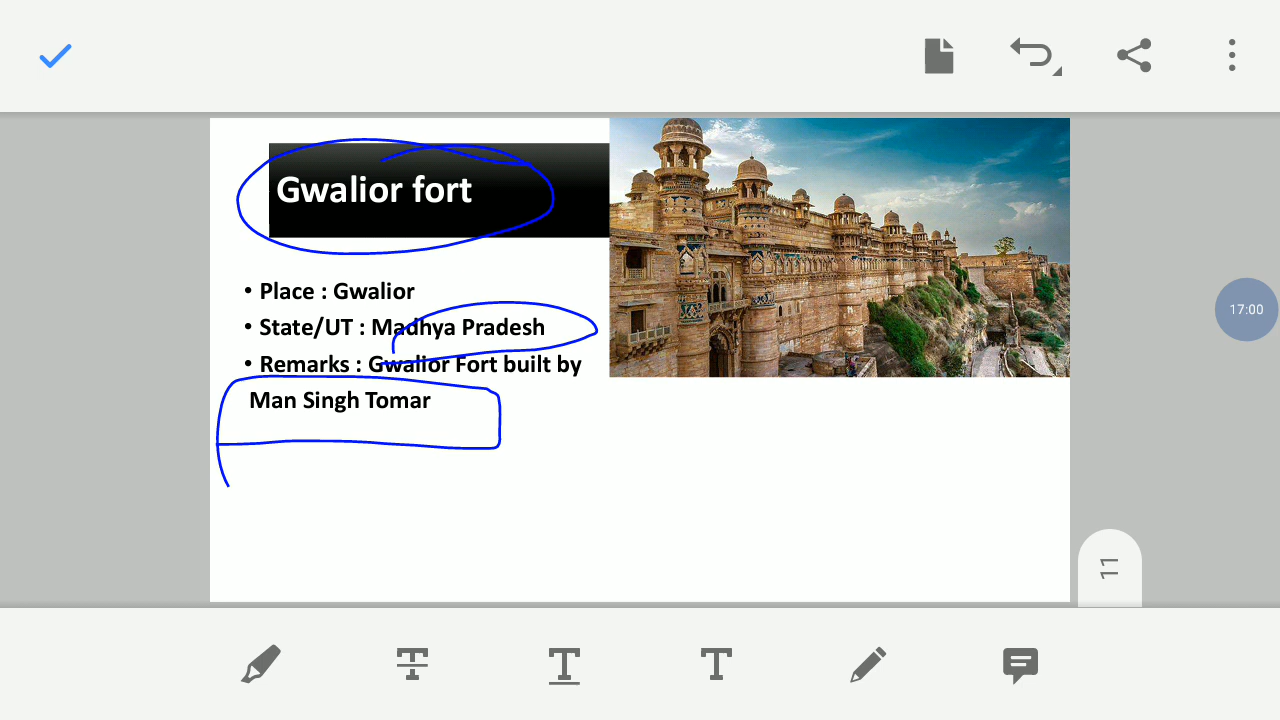 Gwalior fort
• Place : Gwalior
• State/UT : Madhya Pradesh
• Remarks : Gwalior Fort built by
Man Singh Tomar
17:00
11